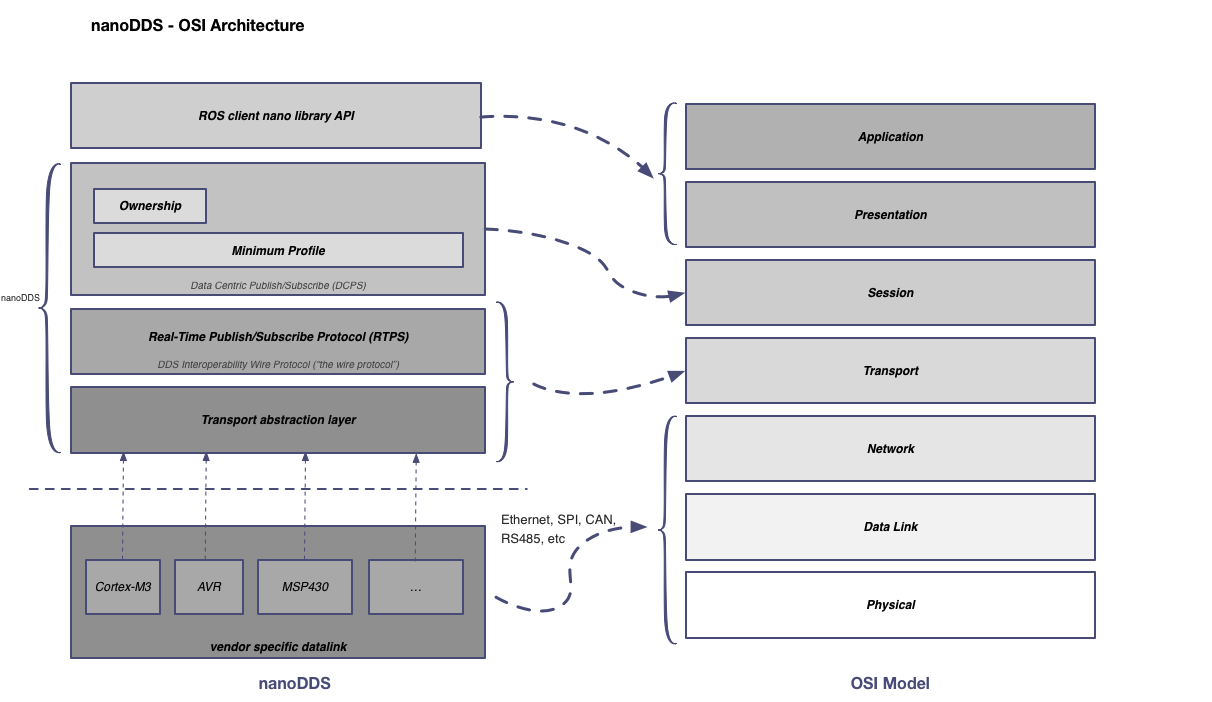 nanoDDS - OSI Architecture
ROS client nano library API
Ownership
Minimum Profile
Data Centric Publish/Subscribe (DCPS)
nanoDDS
Real-Time Publish/Subscribe Protocol (RTPS)
DDS Interoperability Wire Protocol ("the wire protocol")
Transport abstraction layer
Ethernet, SPI, CAN,
RS485, etc
Cortex-M3
AVR
MSP430
...
vendor specific datalink
nanoDDS
Application
Presentation
Session
Transport
Network
Data Link
Physical
OSI Model